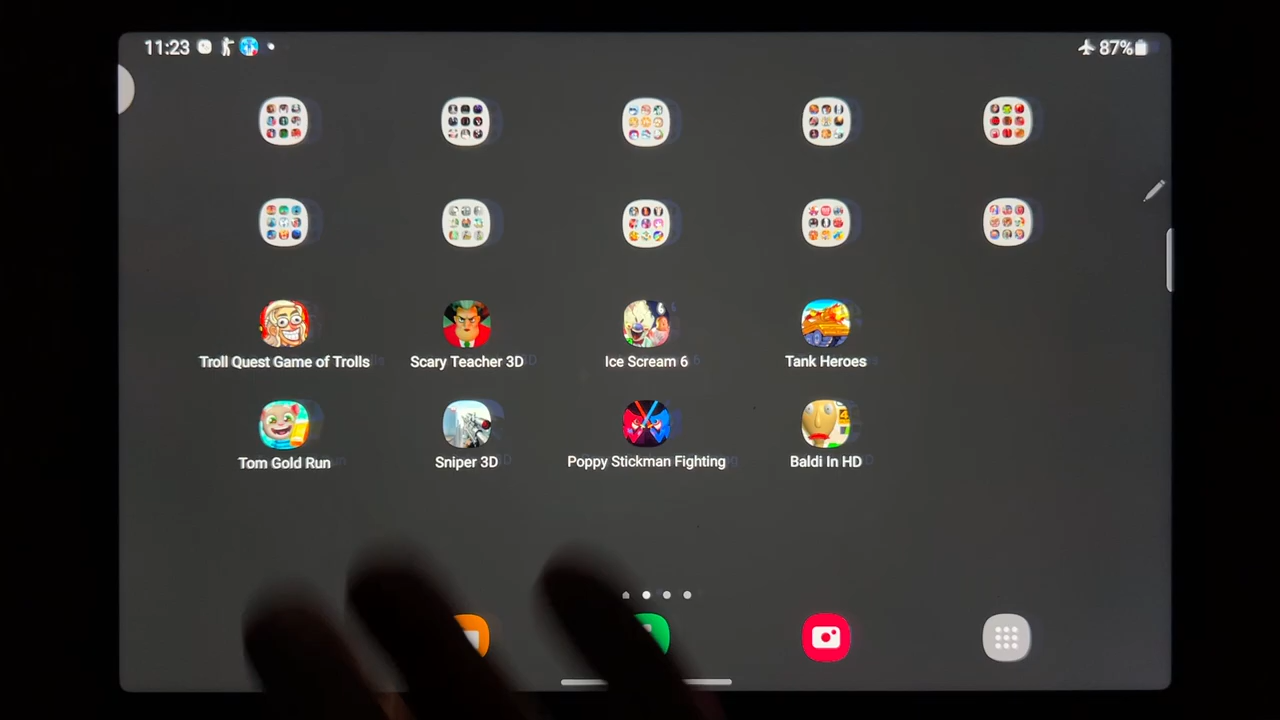 11:23
87%
Troll Quest Game of Trolls
Scary Teacher 3D
Ice Scream 6
Tank Heroes
Tom Gold Run
Sniper 3D
Poppy Stickman Fighting
Baldi In HD